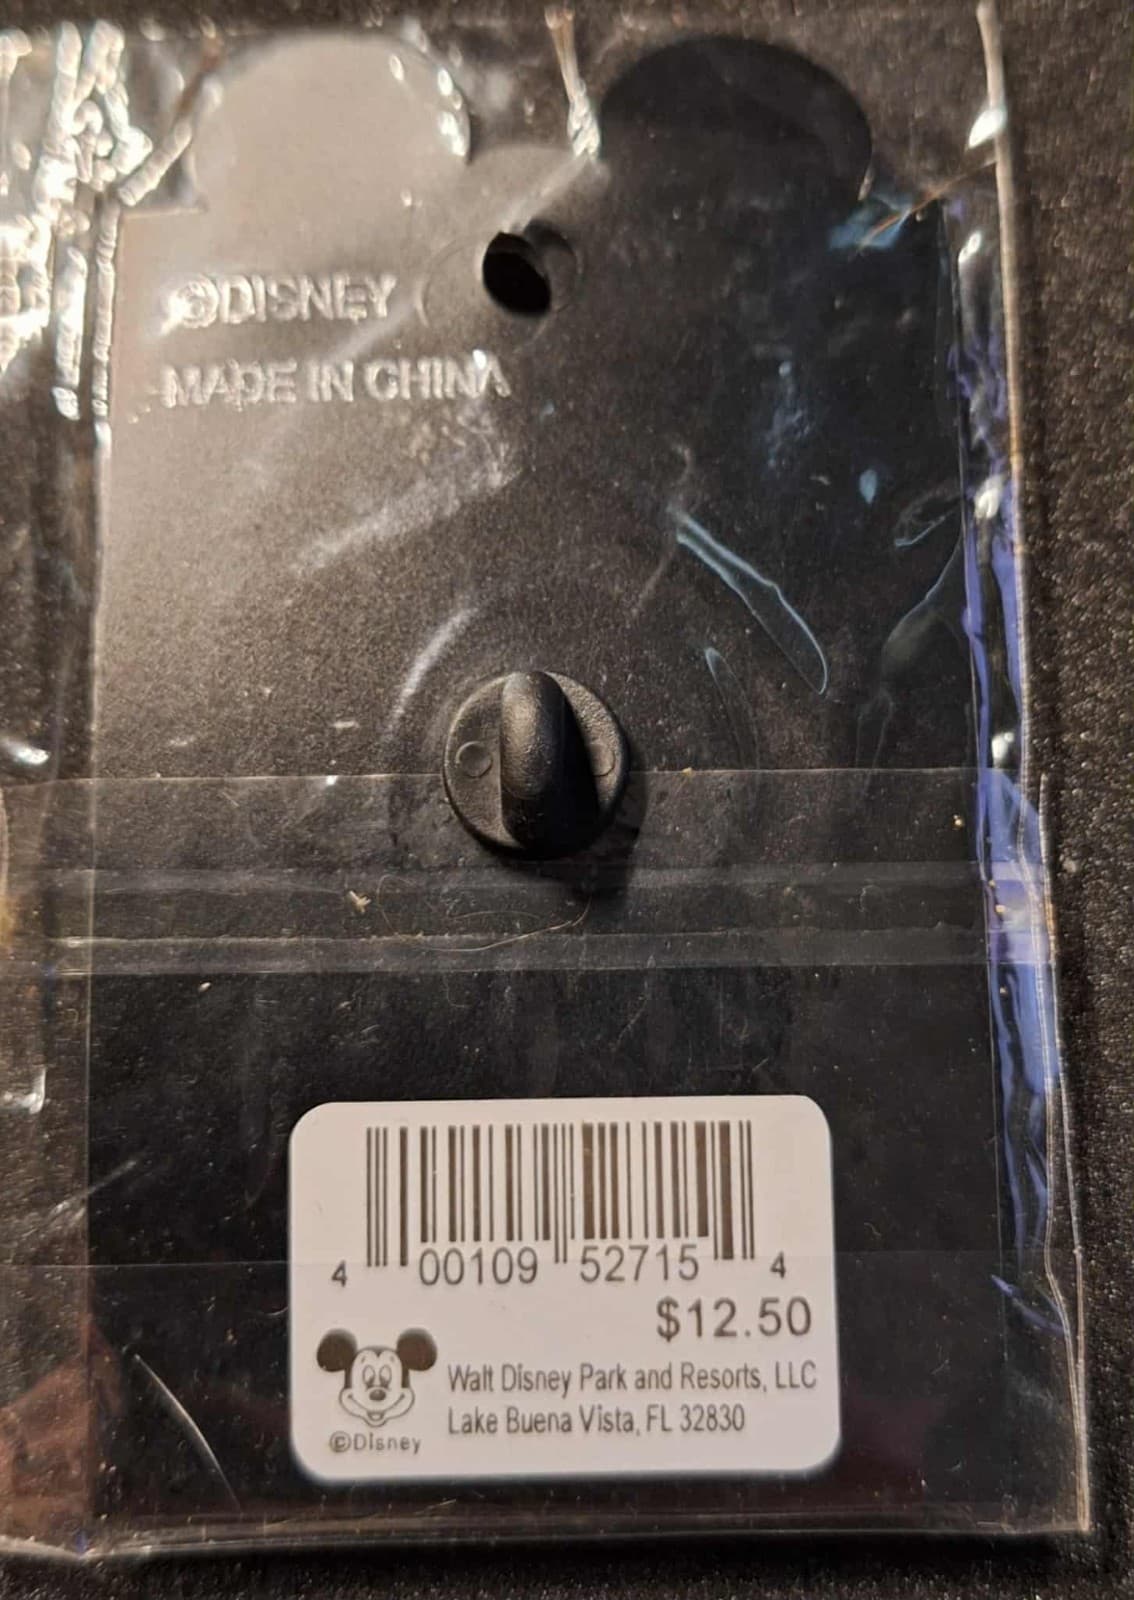 ©DISNEY
MADE IN CHINA
4 00109 52715 4
$12.50
Walt Disney Park and Resorts, LLC
Lake Buena Vista, FL 32830
©Disney